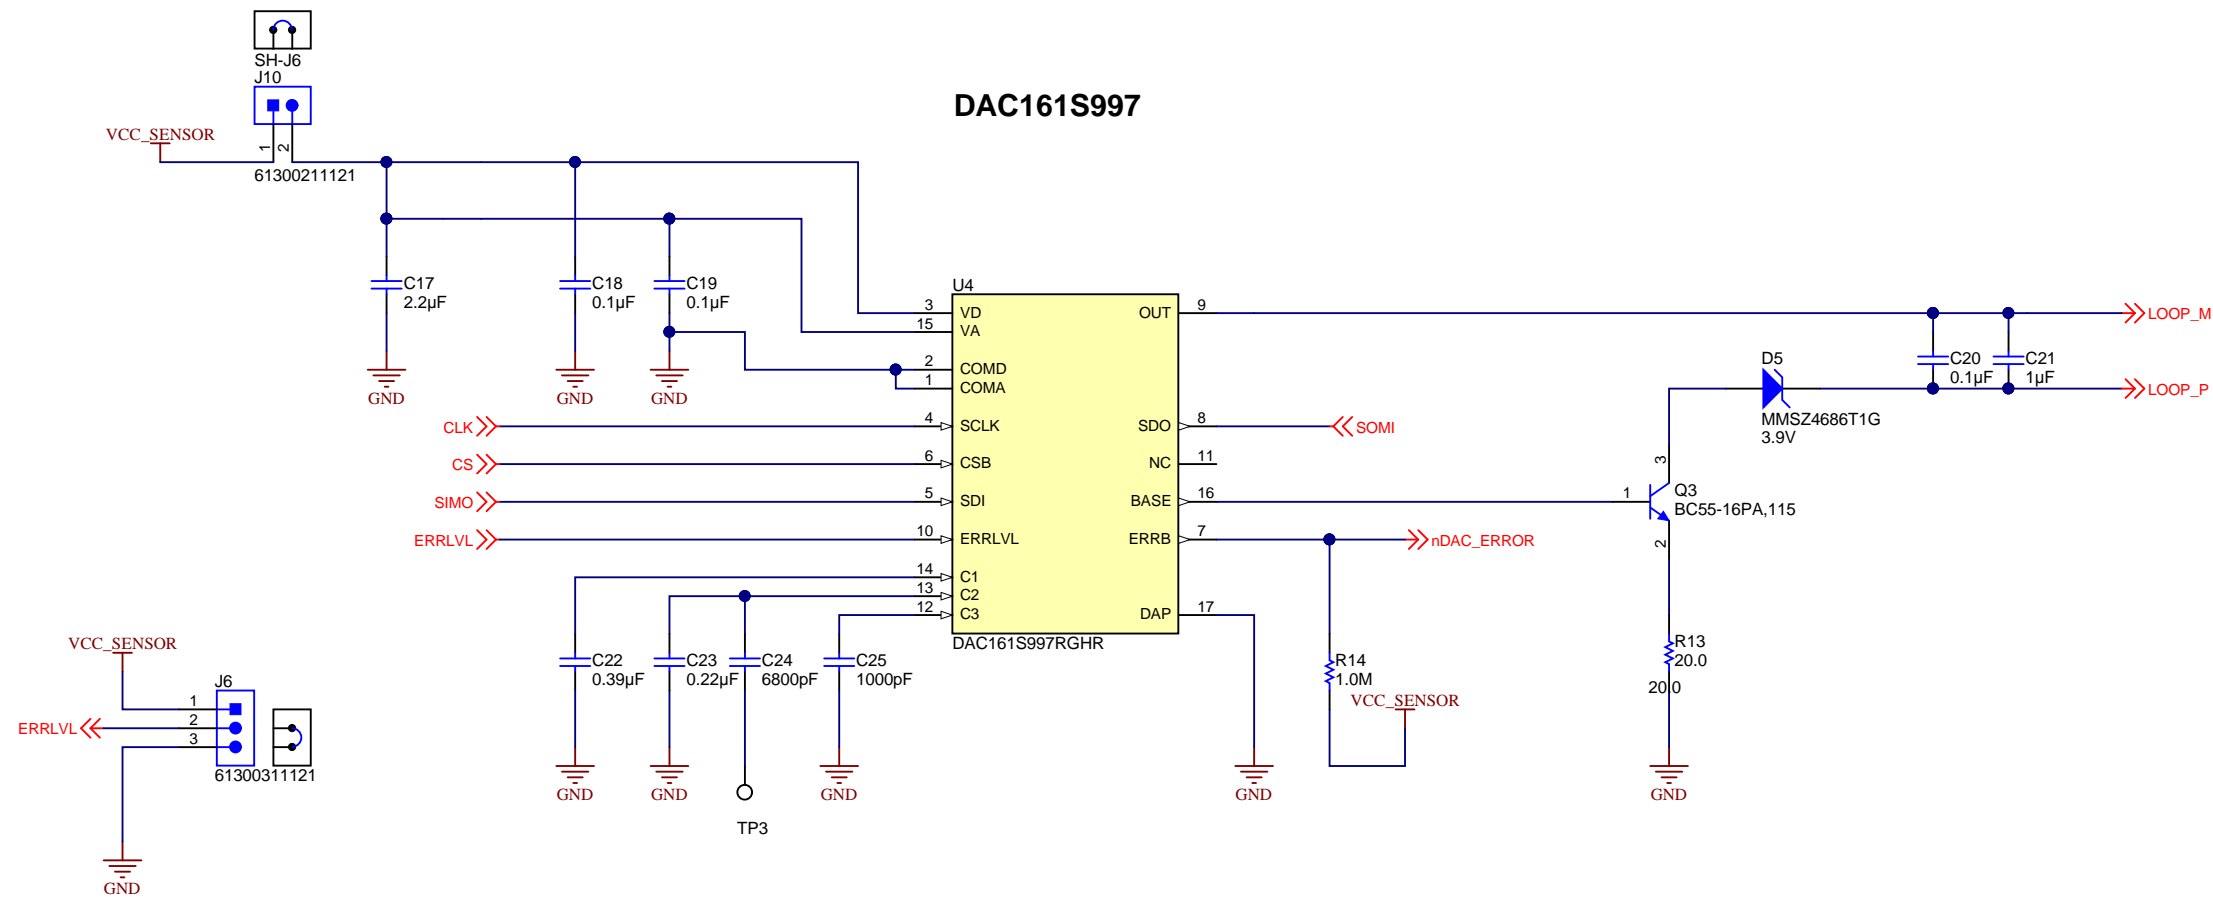 SH-J6
J10
DAC161S997
VCC_SENSOR
1
2
61300211121
C17
2.2µF
C18
0.1µF
C19
0.1µF
GND
GND
GND
U4
3
VD
15
VA
2
COMD
1
COMA
CLK
4
SCLK
CS
6
CSB
SIMO
5
SDI
ERRLVL
10
ERRLVL
14
C1
13
C2
12
C3
OUT
9
SDO
8
SOMI
NC
11
BASE
16
ERRB
7
nDAC_ERROR
DAP
17
DAC161S997RGHR
LOOP_M
C20
0.1µF
C21
1µF
LOOP_P
D5
MMSZ4686T1G
3.9V
3
1
Q3
BC55-16PA,115
2
R13
20.0
20.0
GND
R14
1.0M
VCC_SENSOR
GND
C22
0.39µF
C23
0.22µF
C24
6800pF
C25
1000pF
GND
GND
GND
TP3
VCC_SENSOR
J6
1
ERRLVL
2
3
61300311121
GND